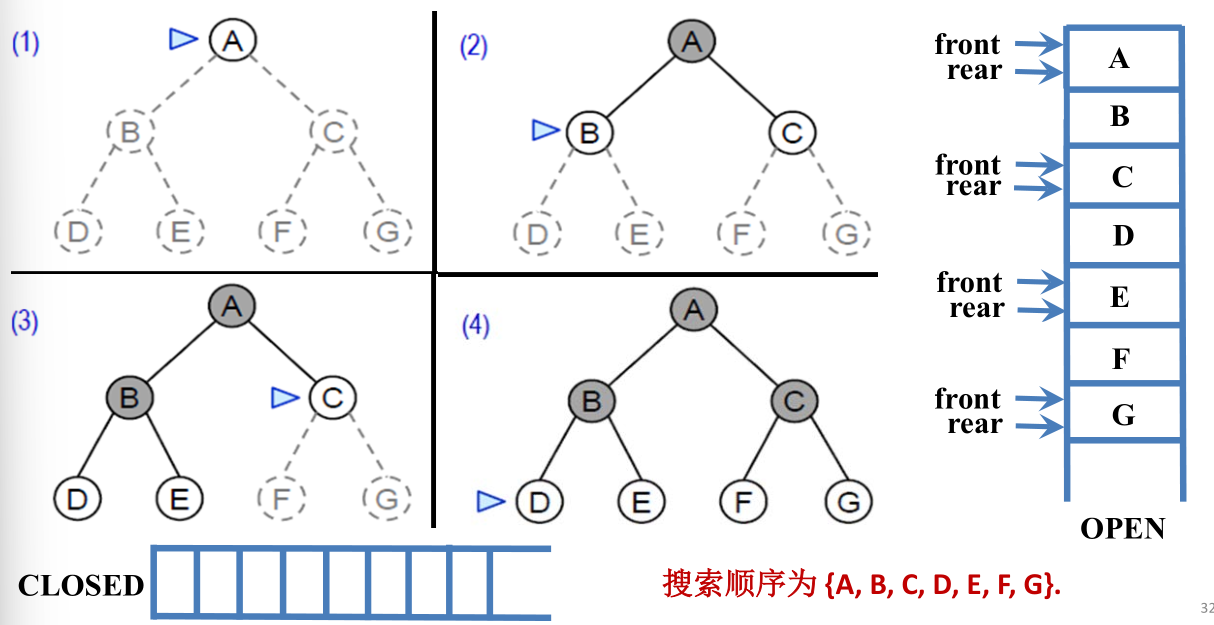 (1)
A
B
C
D
E
F
G
(2)
A
B
C
D
E
F
G
(3)
A
B
C
D
E
F
G
(4)
A
B
C
D
E
F
G
front
rear
A
B
front
rear
C
D
front
rear
E
F
front
rear
G
OPEN
CLOSED
搜索顺序为 {A, B, C, D, E, F, G}.
32